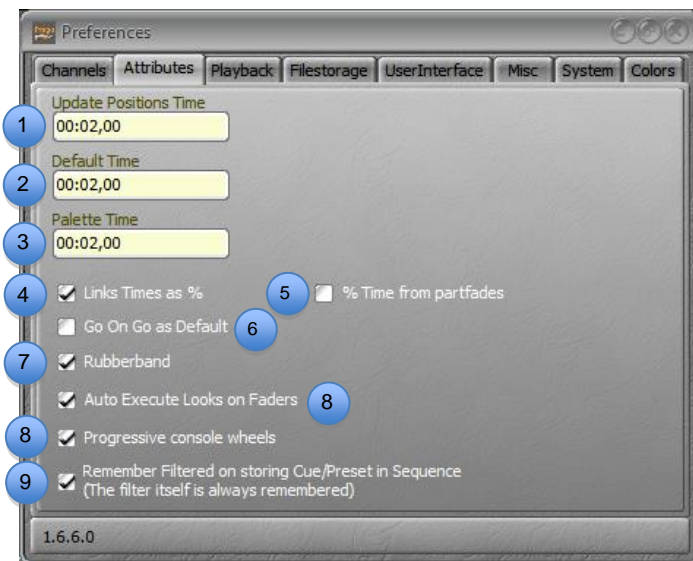 Preferences
Channels Attributes Playback Filestorage UserInterface Misc System Colors
Update Positions Time
1 00:02,00
Default Time
2 00:02,00
Palette Time
3 00:02,00
4 Links Times as % 5 % Time from partfades
Go On Go as Default 6
7 Rubberband
Auto Execute Looks on Faders 8
8 Progressive console wheels
9 Remember Filtered on storing Cue/Preset in Sequence
(The filter itself is always remembered)
1.6.6.0